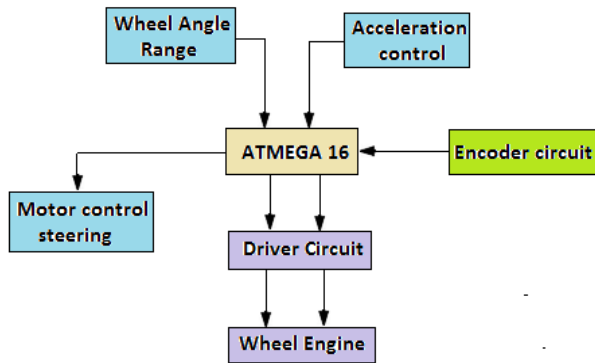 Wheel Angle
Range
Acceleration
control
ATMEGA 16
Encoder circuit
Motor control
steering
Driver Circuit
Wheel Engine